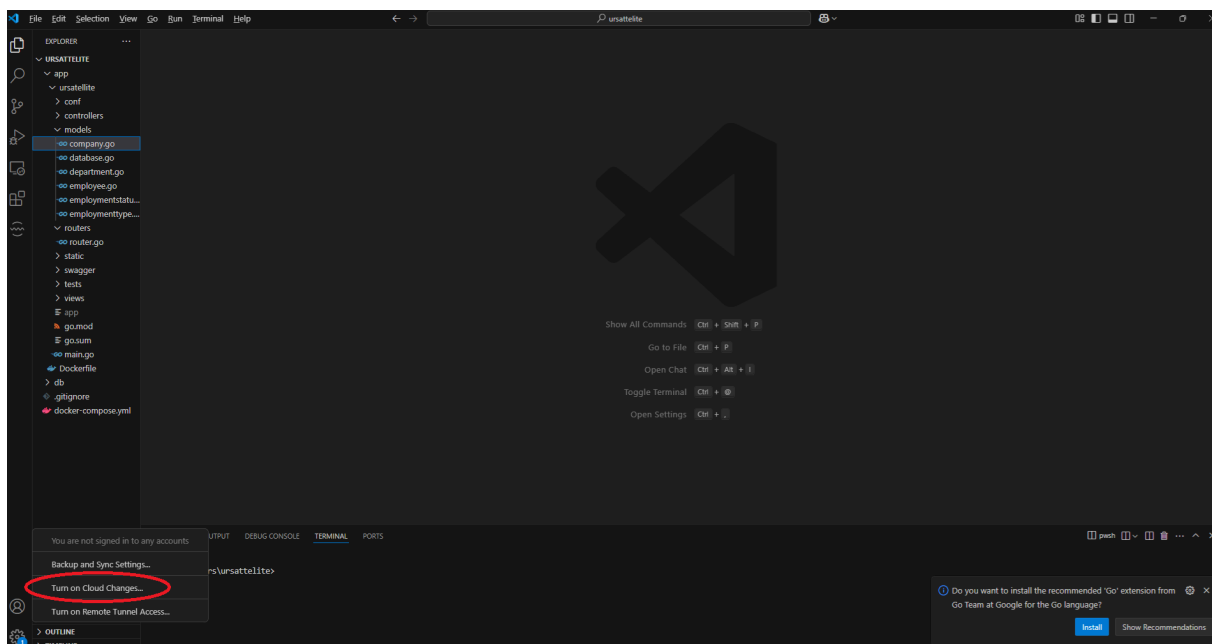 File Edit Selection View Go Run Terminal Help
ursattelite
EXPLORER
URSATTELITE
app
ursatellite
conf
controllers
models
company.go
database.go
department.go
employee.go
employmentstatu...
employmenttype....
routers
router.go
static
swagger
tests
views
app
go.mod
go.sum
main.go
Dockerfile
db
.gitignore
docker-compose.yml
Show All Commands Ctrl + Shift + P
Go to File Ctrl + P
Open Chat Ctrl + Alt + I
Toggle Terminal Ctrl + @
Open Settings Ctrl + ,
You are not signed in to any accounts
Backup and Sync Settings...
Turn on Cloud Changes...
Turn on Remote Tunnel Access...
UTPUT DEBUG CONSOLE TERMINAL PORTS
pwsh
rs\ursattelite>
Do you want to install the recommended 'Go' extension from
Go Team at Google for the Go language?
Install Show Recommendations
OUTLINE
1